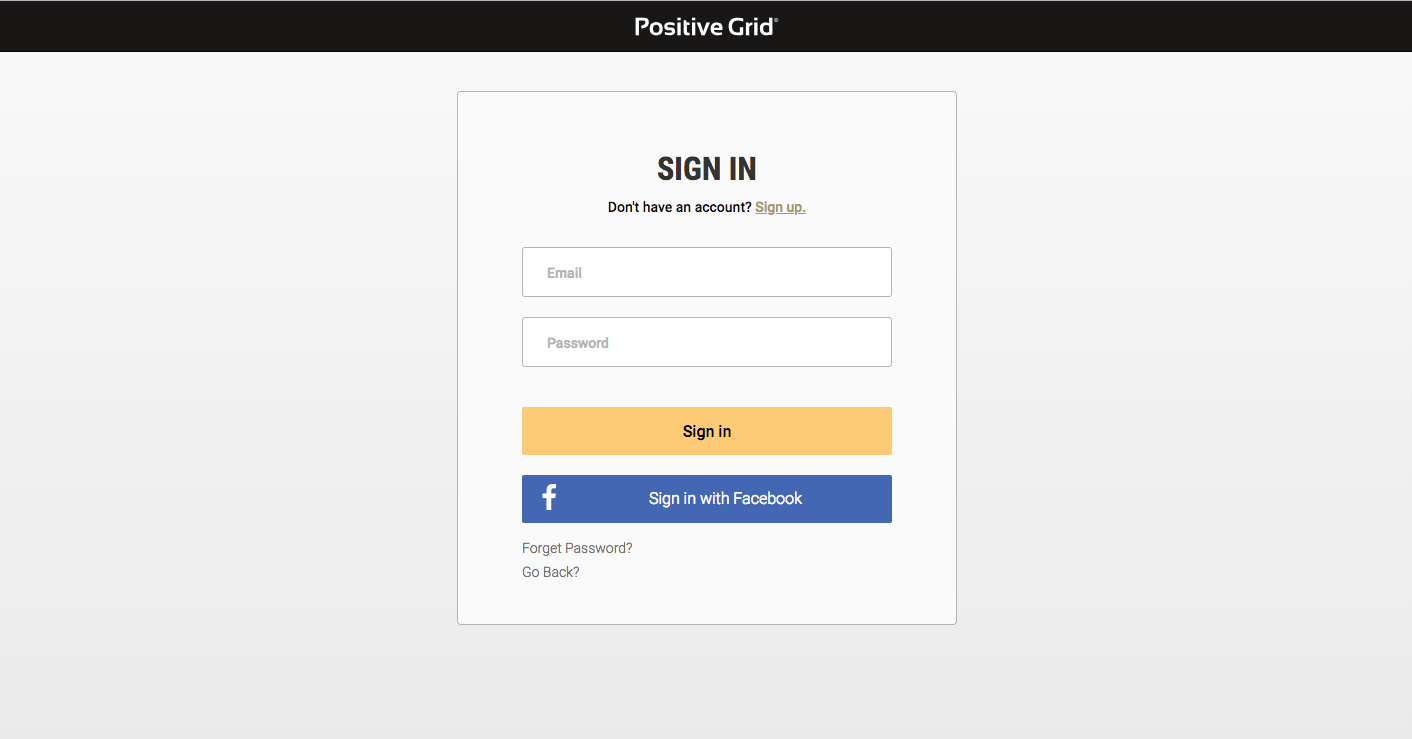 Positive Grid®
SIGN IN
Don't have an account? Sign up.
Email
Password
Sign in
Sign in with Facebook
Forget Password?
Go Back?